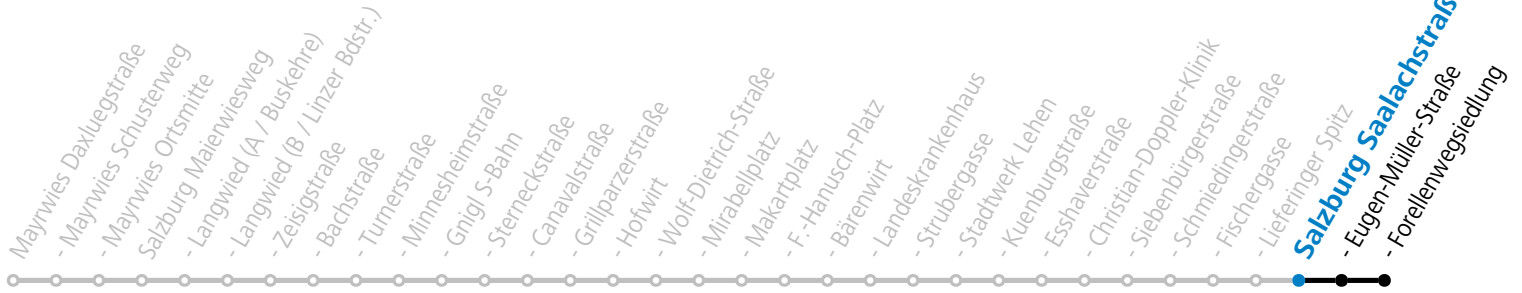 Mayrwies Daxluegstraße
- Mayrwies Schusterweg
- Mayrwies Ortsmitte
Salzburg Maierwiesweg
- Langwied (A / Buskehre)
- Langwied (B / Linzer Bdstr.)
- Zeisigstraße
- Bachstraße
- Turnerstraße
- Minnesheimstraße
- Gnigl S-Bahn
- Sterneckstraße
- Canavalstraße
- Grillparzerstraße
- Hofwirt
- Wolf-Dietrich-Straße
- Mirabellplatz
- Makartplatz
- F.-Hanusch-Platz
- Bärenwirt
- Landeskrankenhaus
- Strubergasse
- Stadtwerk Lehen
- Kuenburgstraße
- Esshaverstraße
- Christian-Doppler-Klinik
- Siebenbürgerstraße
- Schmiedingerstraße
- Fischergasse
- Lieferinger Spitz
Salzburg Saalachstraß
- Eugen-Müller-Straße
- Forellenwegsiedlung